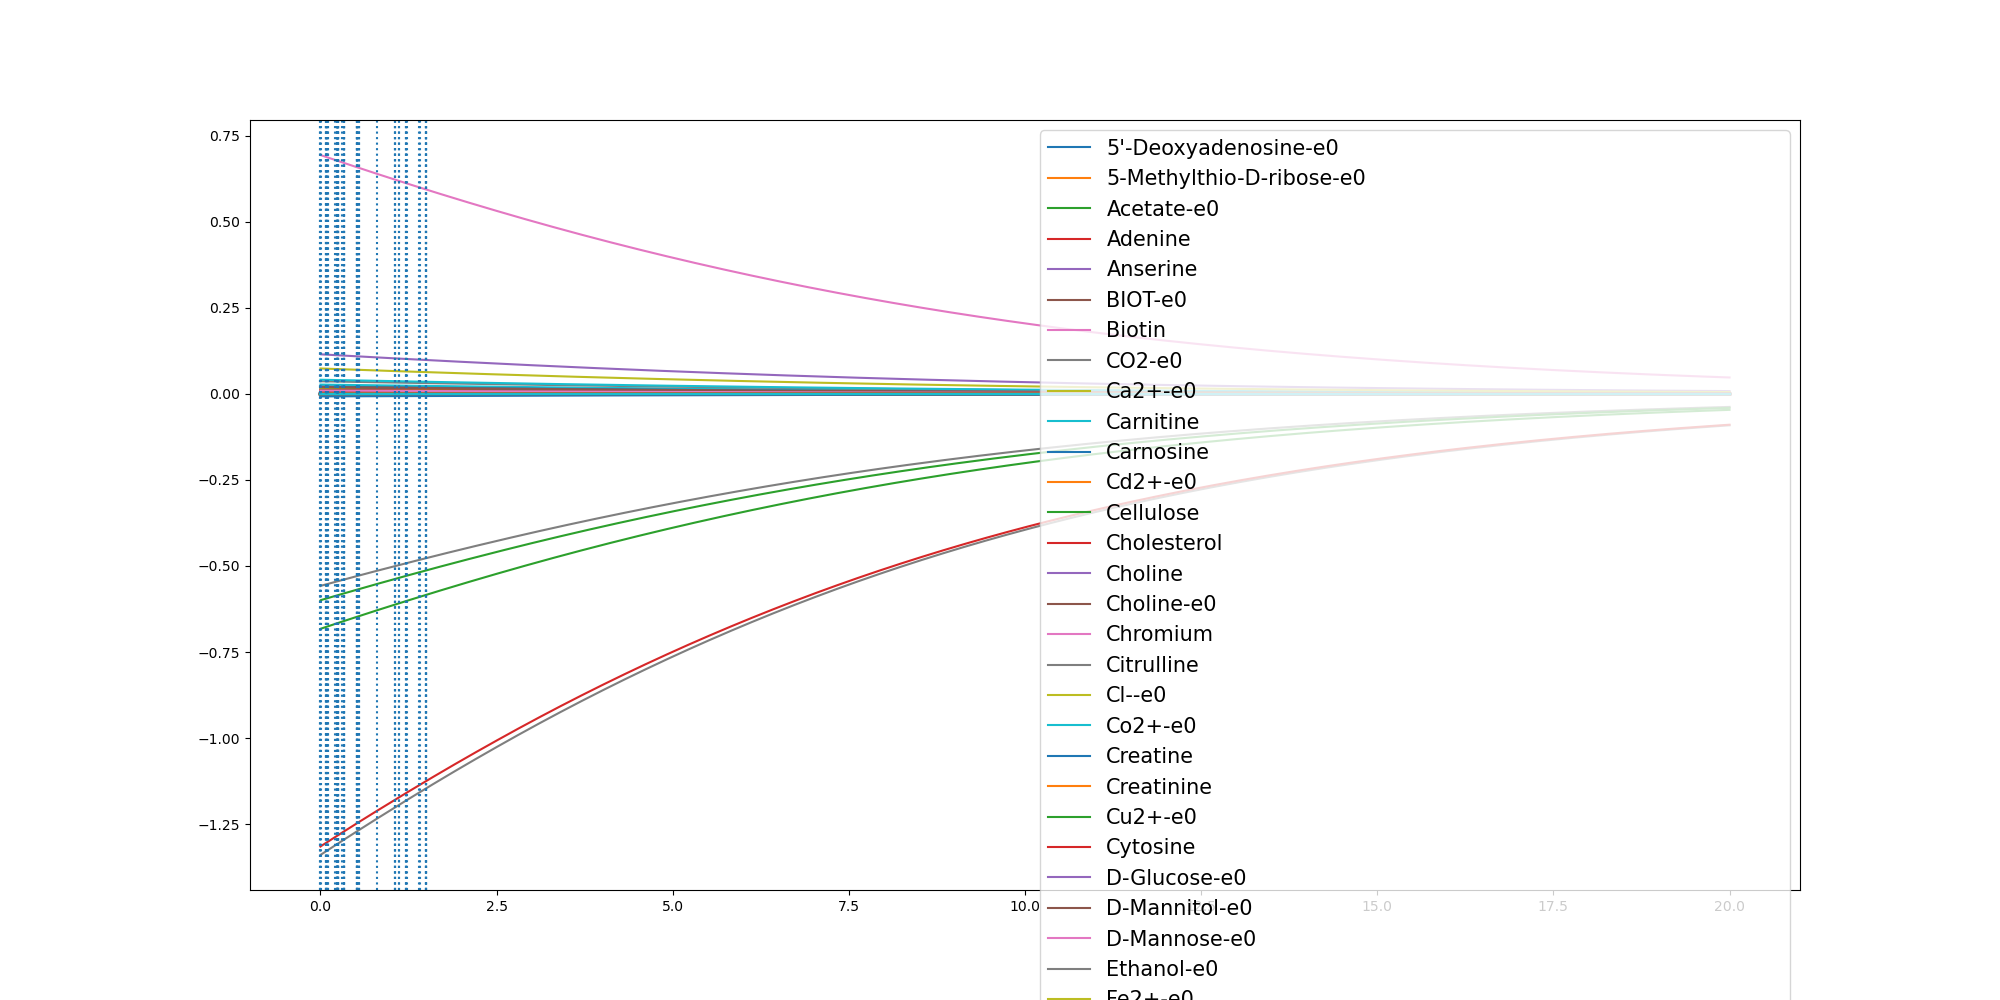 0.75
0.50
0.25
0.00
−0.25
−0.50
−0.75
−1.00
−1.25
0.0 2.5 5.0 7.5 10.0 15.0 17.5 20.0
5'-Deoxyadenosine-e0
5-Methylthio-D-ribose-e0
Acetate-e0
Adenine
Anserine
BIOT-e0
Biotin
CO2-e0
Ca2+-e0
Carnitine
Carnosine
Cd2+-e0
Cellulose
Cholesterol
Choline
Choline-e0
Chromium
Citrulline
Cl--e0
Co2+-e0
Creatine
Creatinine
Cu2+-e0
Cytosine
D-Glucose-e0
D-Mannitol-e0
D-Mannose-e0
Ethanol-e0
Fe2+-e0